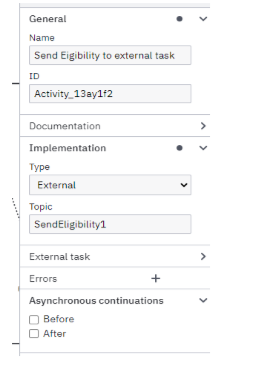 General
Name
Send Eigibility to external task
ID
Activity_13ay1f2
Documentation
Implementation
Type
External
Topic
SendEligibility1
External task
Errors
Asynchronous continuations
Before
After